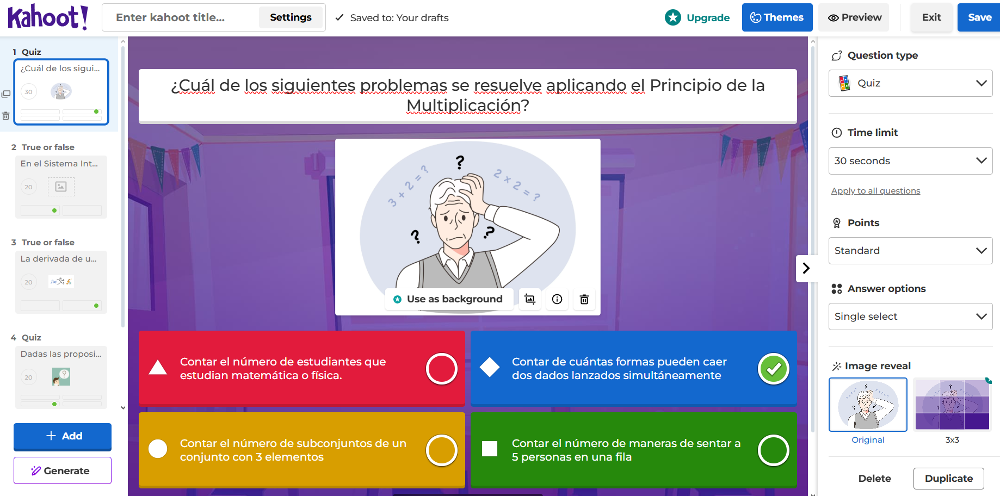 Kahoot!
Enter kahoot title...
Settings
Saved to: Your drafts
Upgrade
Themes
Preview
Exit
Save
1 Quiz
¿Cuál de los sigui...
30
2 True or false
En el Sistema Int...
20
3 True or false
La derivada de u...
20
f(x)
4 Quiz
Dadas las proposi...
20
?
+ Add
Generate
¿Cuál de los siguientes problemas se resuelve aplicando el Principio de la
Multiplicación?
?
3 + 2 = ?
2 x 2 = ?
?
?
Use as background
Contar el número de estudiantes que
estudian matemática o física.
Contar de cuántas formas pueden caer
dos dados lanzados simultáneamente
Contar el número de subconjuntos de un
conjunto con 3 elementos
Contar el número de maneras de sentar a
5 personas en una fila
Question type
Quiz
Time limit
30 seconds
Apply to all questions
Points
Standard
Answer options
Single select
Image reveal
Original
3x3
Delete
Duplicate